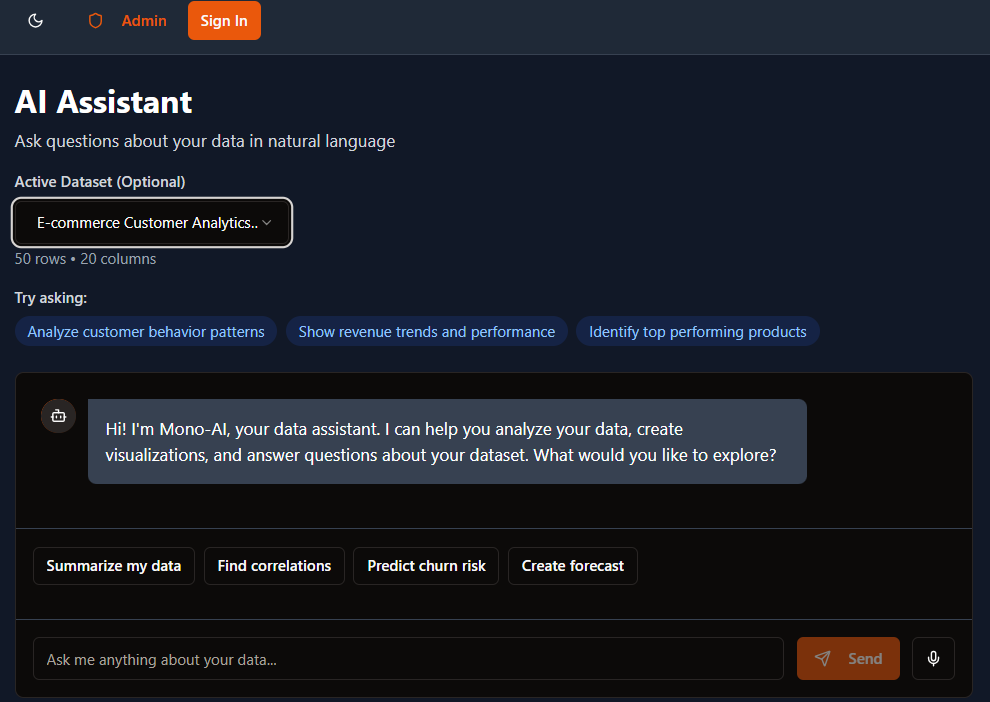 Admin
Sign In
AI Assistant
Ask questions about your data in natural language
Active Dataset (Optional)
E-commerce Customer Analytics..
50 rows • 20 columns
Try asking:
Analyze customer behavior patterns
Show revenue trends and performance
Identify top performing products
Hi! I'm Mono-AI, your data assistant. I can help you analyze your data, create
visualizations, and answer questions about your dataset. What would you like to explore?
Summarize my data
Find correlations
Predict churn risk
Create forecast
Ask me anything about your data...
Send